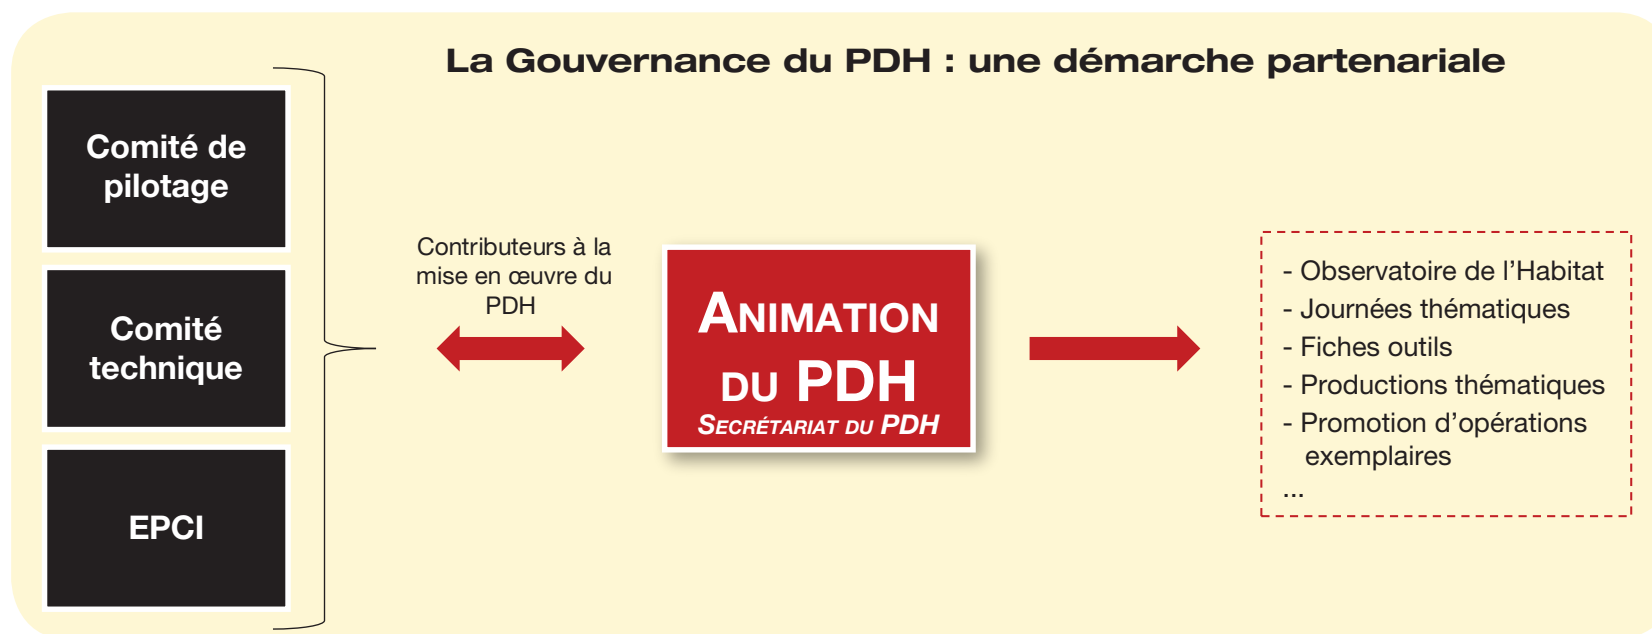 La Gouvernance du PDH : une démarche partenariale
Comité de
pilotage
Comité
technique
EPCI
Contributeurs à la
mise en œuvre du
PDH
Animation
du PDH
Secrétariat du PDH
- Observatoire de l’Habitat
- Journées thématiques
- Fiches outils
- Productions thématiques
- Promotion d’opérations
exemplaires
...